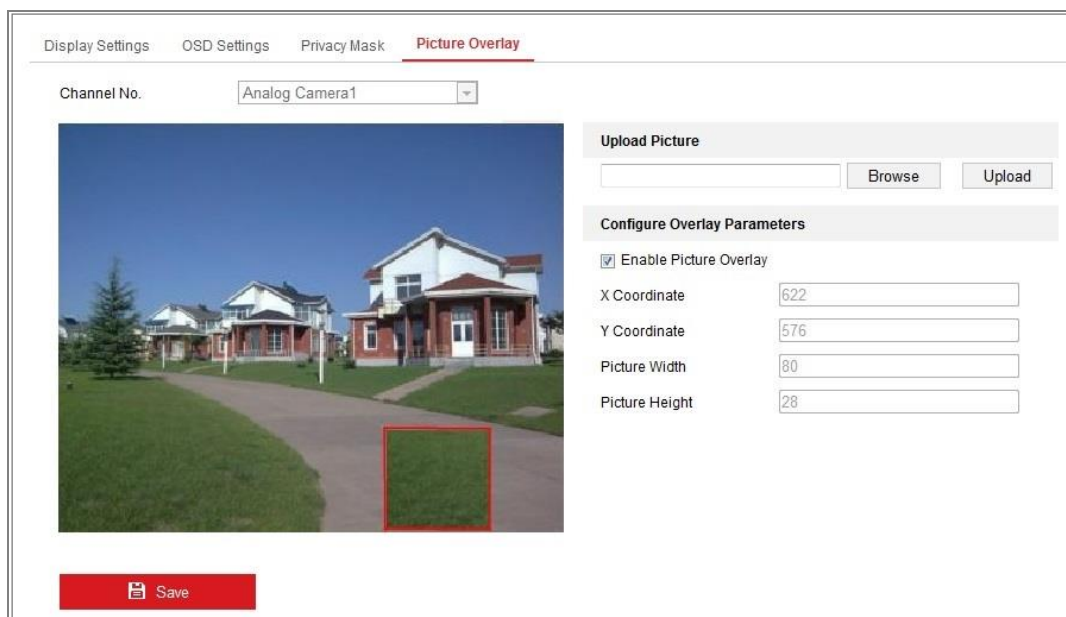 Display Settings OSD Settings Privacy Mask Picture Overlay
Channel No. Analog Camera1
Upload Picture
Browse Upload
Configure Overlay Parameters
Enable Picture Overlay
X Coordinate 622
Y Coordinate 576
Picture Width 80
Picture Height 28
Save